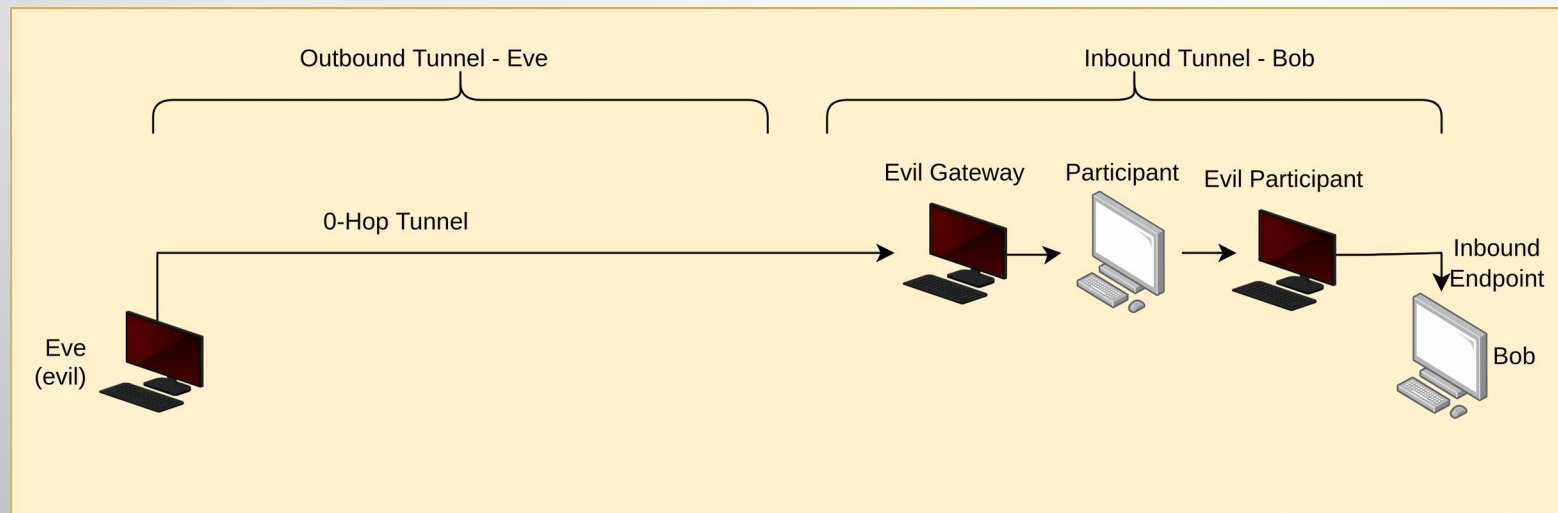 Outbound Tunnel - Eve
Inbound Tunnel - Bob
Evil Gateway
Participant
Evil Participant
0-Hop Tunnel
Inbound
Endpoint
Eve
(evil)
Bob